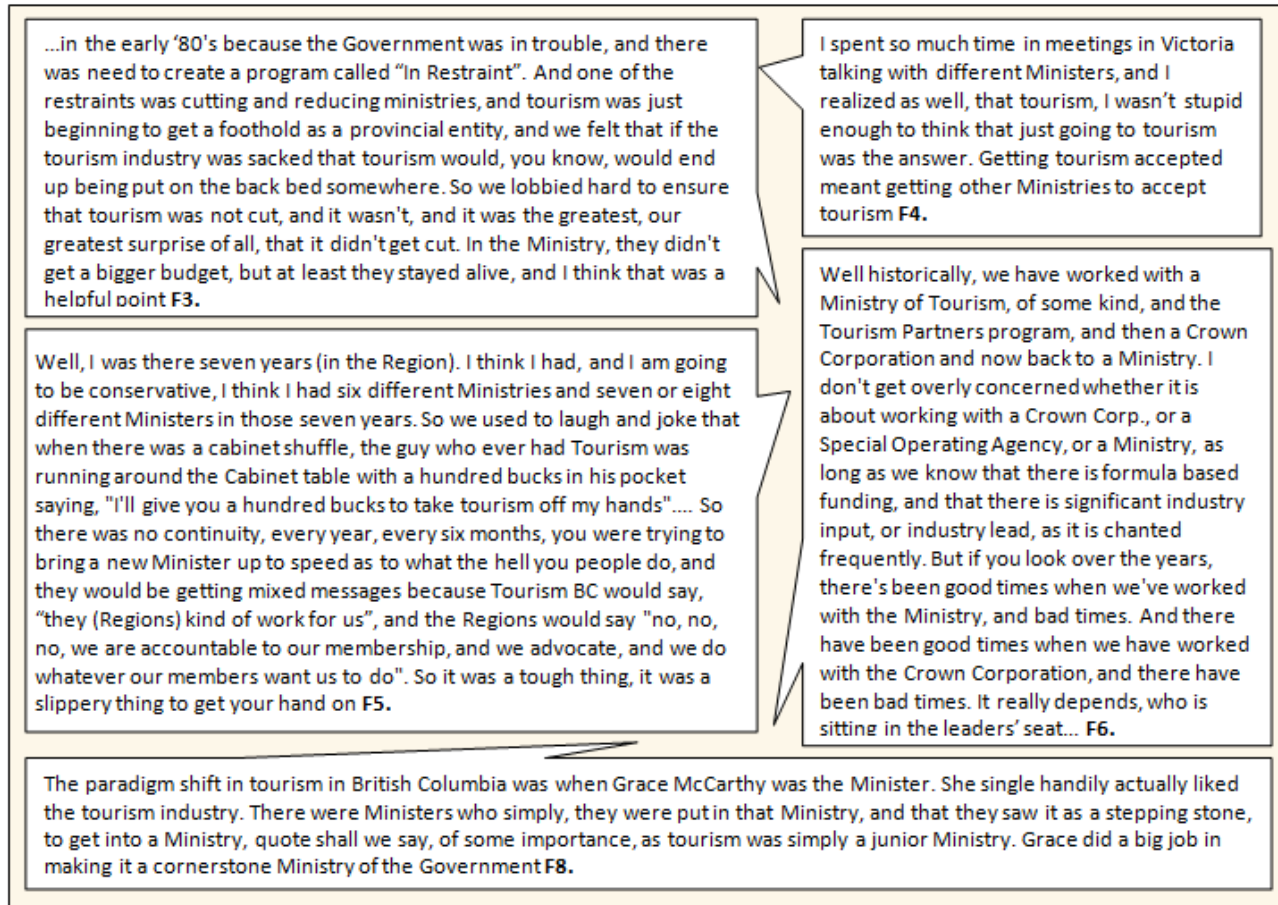 ...in the early ‘80's because the Government was in trouble, and there
was need to create a program called “In Restraint”. And one of the
restraints was cutting and reducing ministries, and tourism was just
beginning to get a foothold as a provincial entity, and we felt that if the
tourism industry was sacked that tourism would, you know, would end
up being put on the back bed somewhere. So we lobbied hard to ensure
that tourism was not cut, and it wasn't, and it was the greatest, our
greatest surprise of all, that it didn't get cut. In the Ministry, they didn't
get a bigger budget, but at least they stayed alive, and I think that was a
helpful point F3.
I spent so much time in meetings in Victoria
talking with different Ministers, and I
realized as well, that tourism, I wasn’t stupid
enough to think that just going to tourism
was the answer. Getting tourism accepted
meant getting other Ministries to accept
tourism F4.
Well, I was there seven years (in the Region). I think I had, and I am going
to be conservative, I think I had six different Ministries and seven or eight
different Ministers in those seven years. So we used to laugh and joke that
when there was a cabinet shuffle, the guy who ever had Tourism was
running around the Cabinet table with a hundred bucks in his pocket
saying, "I'll give you a hundred bucks to take tourism off my hands".... So
there was no continuity, every year, every six months, you were trying to
bring a new Minister up to speed as to what the hell you people do, and
they would be getting mixed messages because Tourism BC would say,
“they (Regions) kind of work for us”, and the Regions would say "no, no,
no, we are accountable to our membership, and we advocate, and we do
whatever our members want us to do". So it was a tough thing, it was a
slippery thing to get your hand on F5.
Well historically, we have worked with a
Ministry of Tourism, of some kind, and the
Tourism Partners program, and then a Crown
Corporation and now back to a Ministry. I
don't get overly concerned whether it is
about working with a Crown Corp., or a
Special Operating Agency, or a Ministry, as
long as we know that there is formula based
funding, and that there is significant industry
input, or industry lead, as it is chanted
frequently. But if you look over the years,
there's been good times when we've worked
with the Ministry, and bad times. And there
have been good times when we have worked
with the Crown Corporation, and there have
been bad times. It really depends, who is
sitting in the leaders’ seat... F6.
The paradigm shift in tourism in British Columbia was when Grace McCarthy was the Minister. She single handily actually liked
the tourism industry. There were Ministers who simply, they were put in that Ministry, and that they saw it as a stepping stone,
to get into a Ministry, quote shall we say, of some importance, as tourism was simply a junior Ministry. Grace did a big job in
making it a cornerstone Ministry of the Government F8.